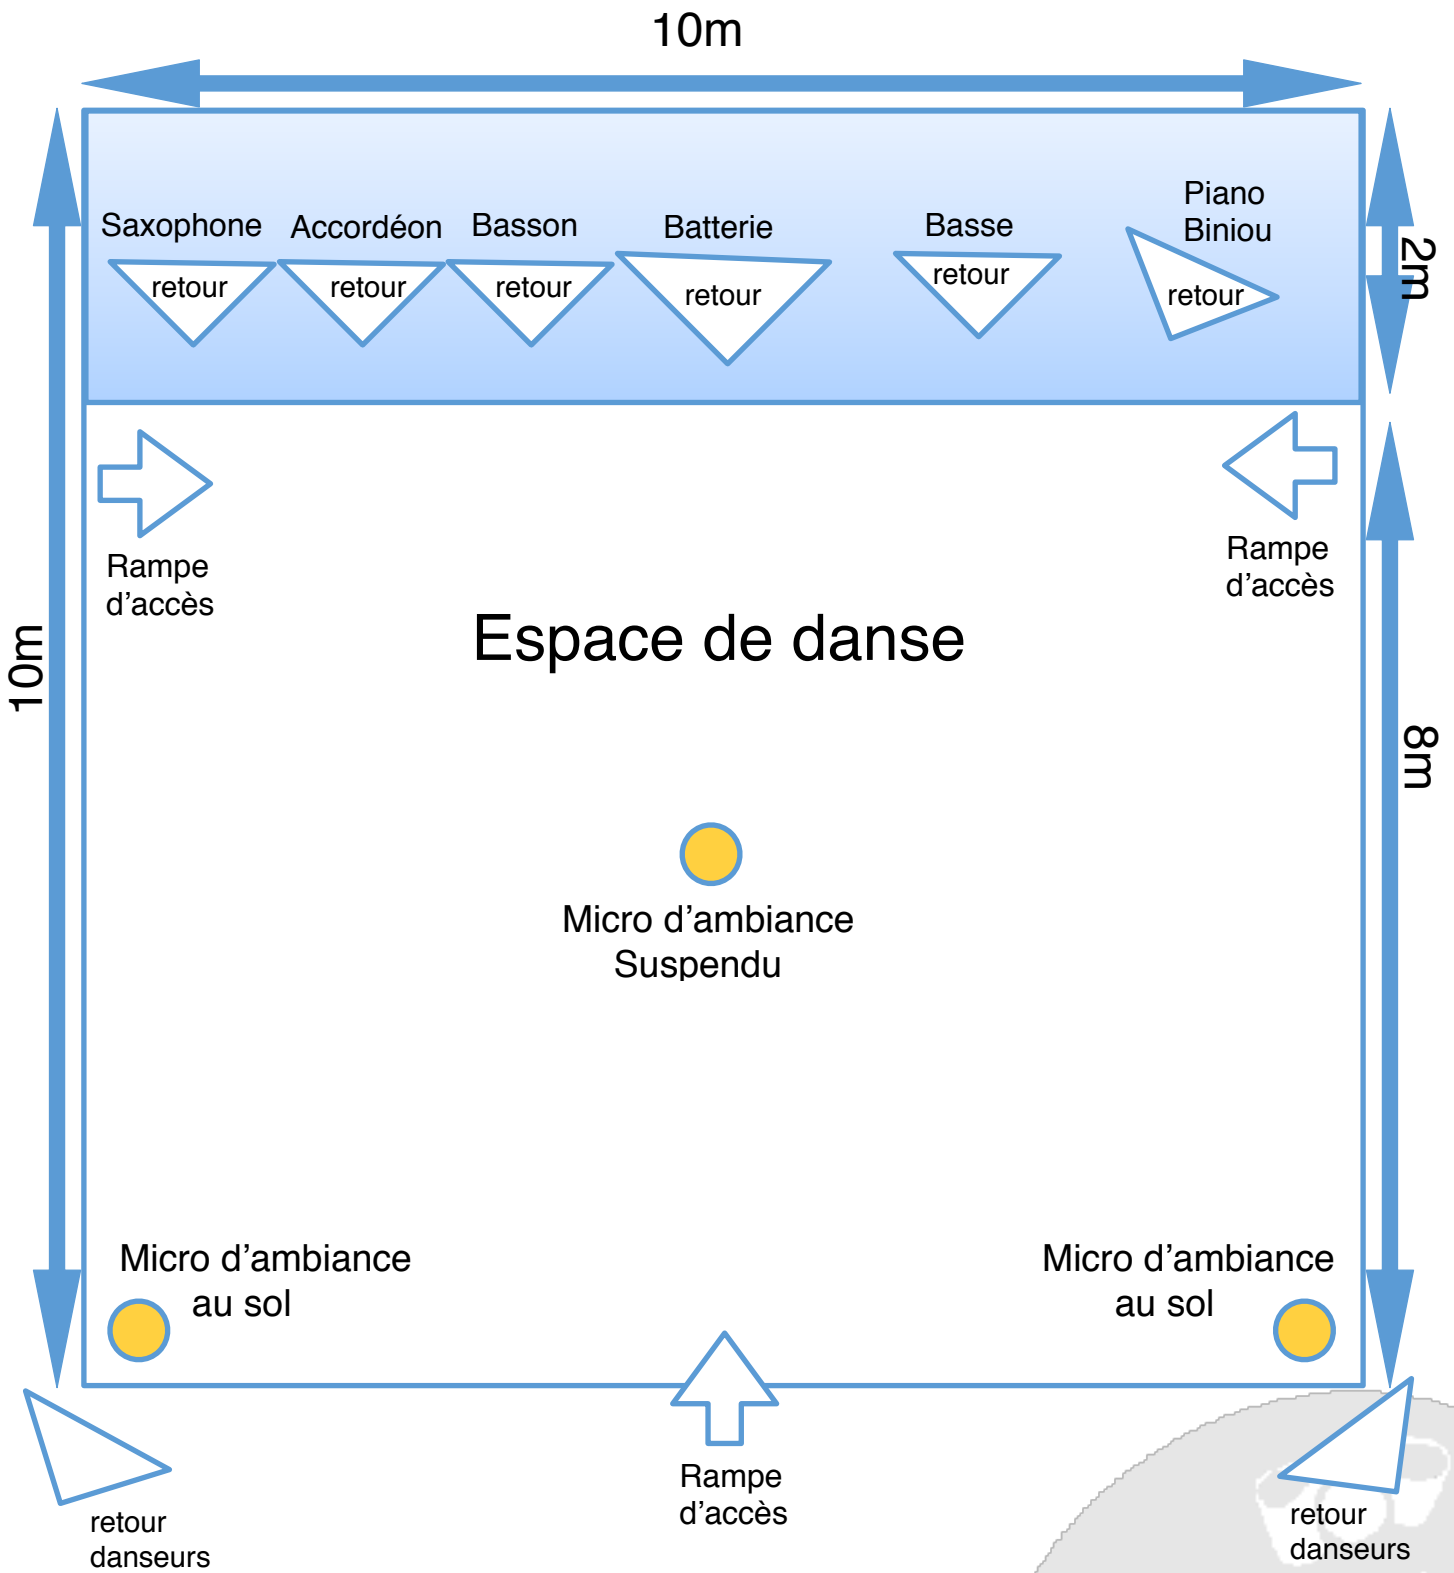 10m
Piano
Biniou
Saxophone
Accordéon
Basson
Batterie
Basse
retour
retour
retour
retour
retour
retour
2m
Rampe
d’accès
Rampe
d’accès
Espace de danse
10m
8m
Micro d’ambiance
Suspendu
Micro d’ambiance
au sol
Micro d’ambiance
au sol
Rampe
d’accès
retour
danseurs
retour
danseurs